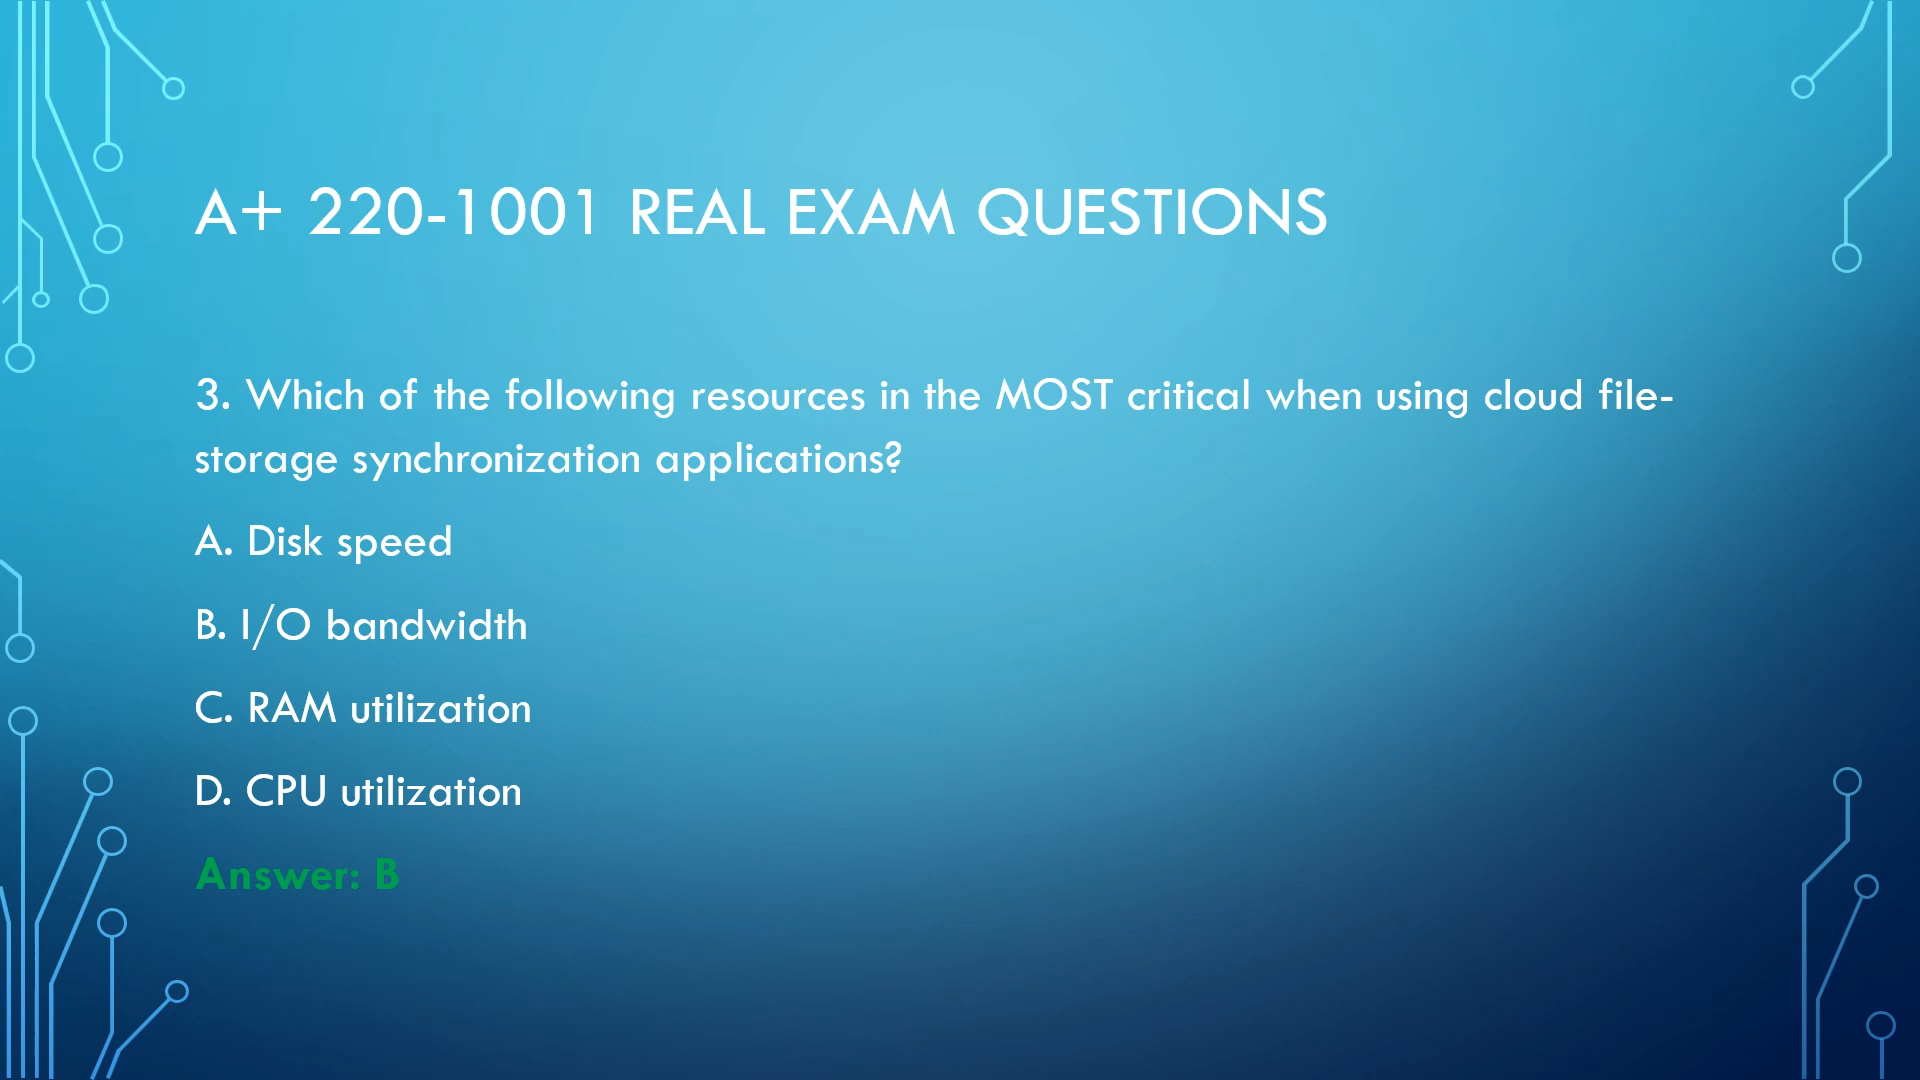 A+ 220-1001 REAL EXAM QUESTIONS
3. Which of the following resources in the MOST critical when using cloud file-
storage synchronization applications?
A. Disk speed
B. I/O bandwidth
C. RAM utilization
D. CPU utilization
Answer: B